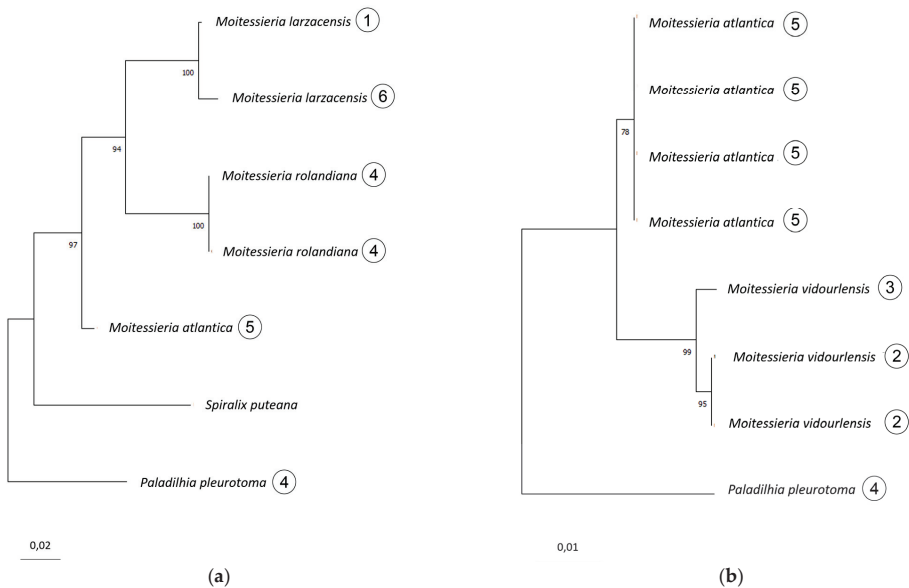 Moitessieria larzacensis 1
100
Moitessieria larzacensis 6
94
Moitessieria rolandiana 4
100
Moitessieria rolandiana 4
97
Moitessieria atlantica 5
Spiralix puteana
Paladilhia pleurotoma 4
0,02
(a)
Moitessieria atlantica 5
Moitessieria atlantica 5
78
Moitessieria atlantica 5
Moitessieria atlantica 5
Moitessieria vidourlensis 3
99
Moitessieria vidourlensis 2
95
Moitessieria vidourlensis 2
Paladilhia pleurotoma 4
0,01
(b)